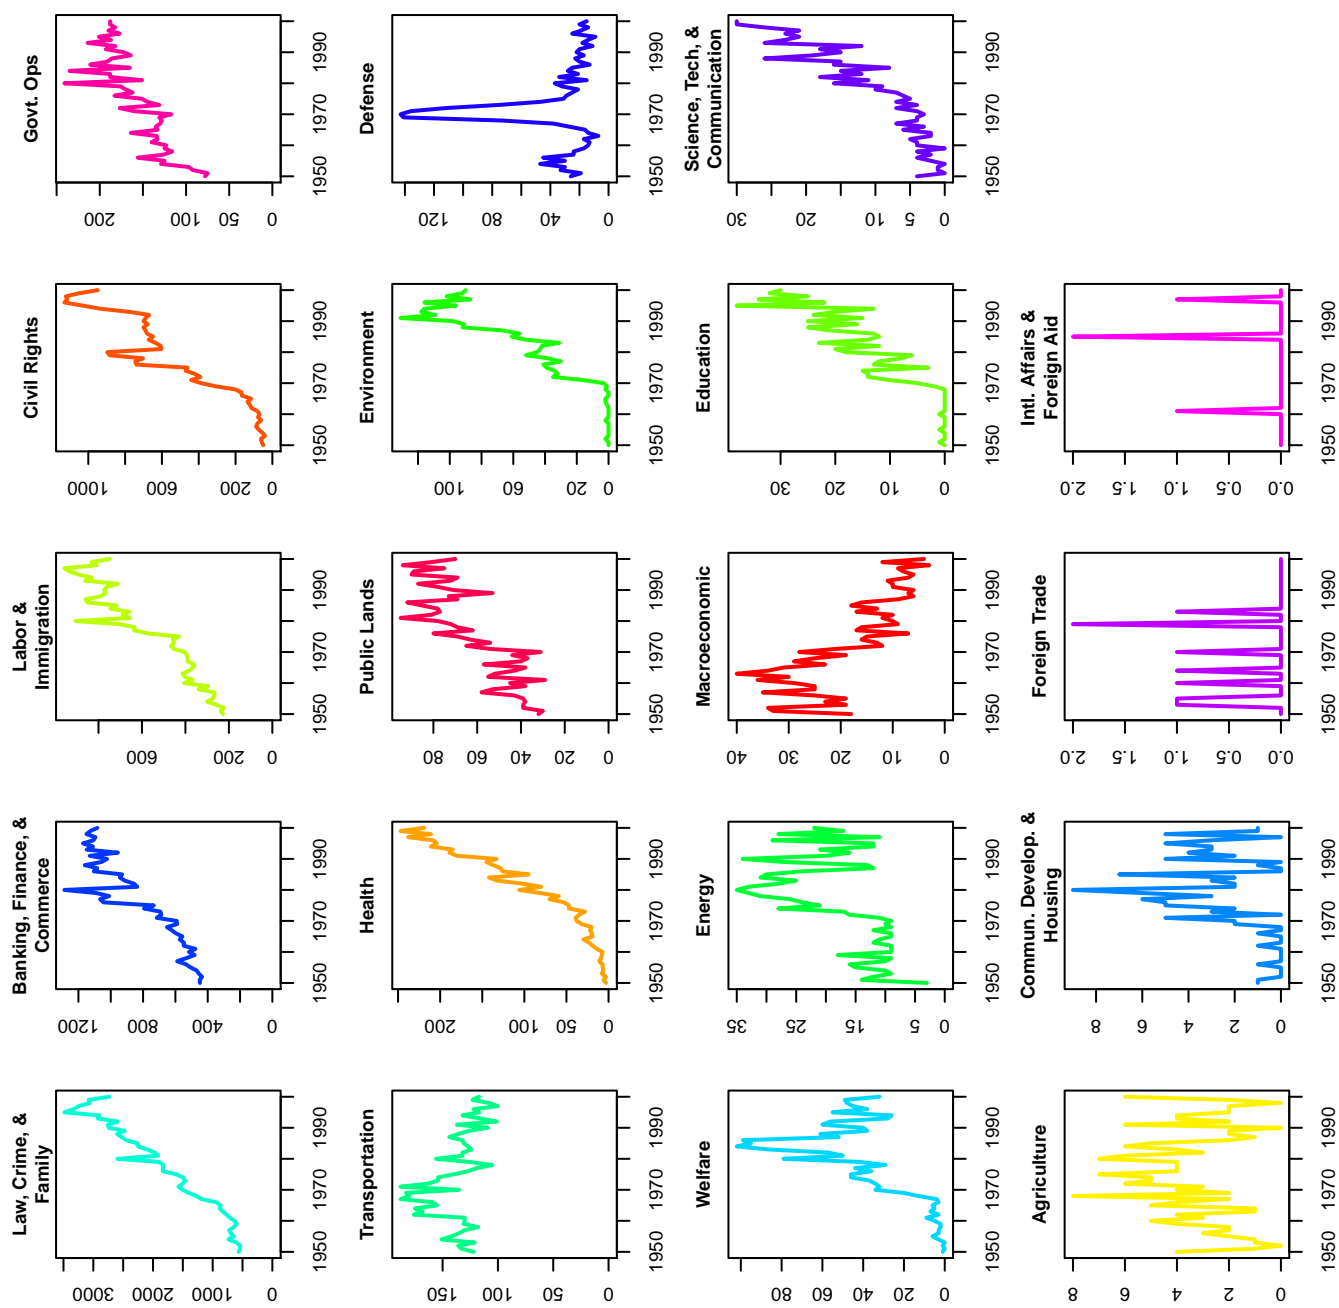 Law, Crime, &
Family
3000
2000
1000
0
1950 1970 1990
Banking, Finance, &
Commerce
1200
800
400
0
1950 1970 1990
Labor &
Immigration
600
200
0
1950 1970 1990
Civil Rights
1000
600
200
0
1950 1970 1990
Govt. Ops
200
100
50
0
1950 1970 1990
Transportation
150
100
50
0
1950 1970 1990
Health
200
100
50
0
1950 1970 1990
Public Lands
80
60
40
20
0
1950 1970 1990
Environment
100
60
20
0
1950 1970 1990
Defense
120
80
40
0
1950 1970 1990
Welfare
80
60
40
20
0
1950 1970 1990
Energy
35
25
15
5
0
1950 1970 1990
Macroeconomic
40
30
20
10
0
1950 1970 1990
Education
30
20
10
0
1950 1970 1990
Science, Tech, &
Communication
30
20
10
5
0
1950 1970 1990
Agriculture
8
6
4
2
0
1950 1970 1990
Commun. Develop. &
Housing
8
6
4
2
0
1950 1970 1990
Foreign Trade
2.0
1.5
1.0
0.5
0.0
1950 1970 1990
Intl. Affairs &
Foreign Aid
2.0
1.5
1.0
0.5
0.0
1950 1970 1990